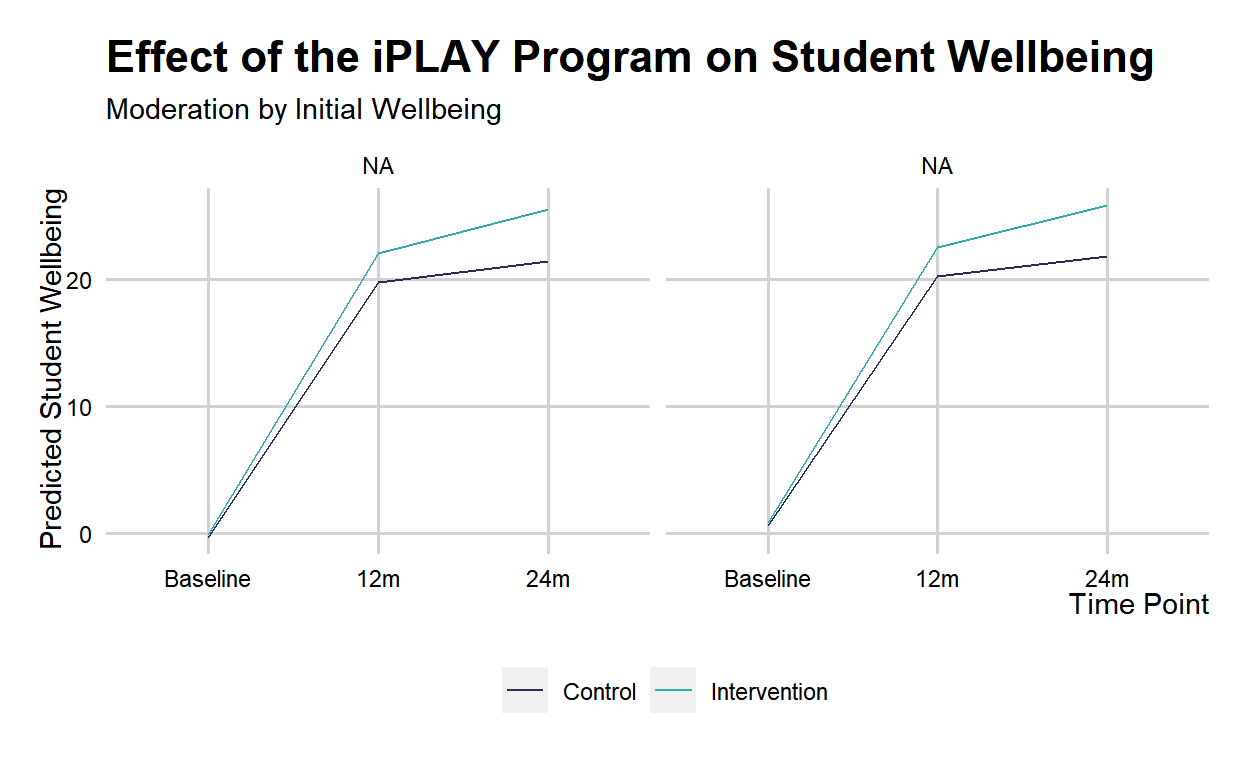 Effect of the iPLAY Program on Student Wellbeing
Moderation by Initial Wellbeing
NA
NA
Predicted Student Wellbeing
20
10
0
Baseline
12m
24m
Baseline
12m
24m
Time Point
Control
Intervention